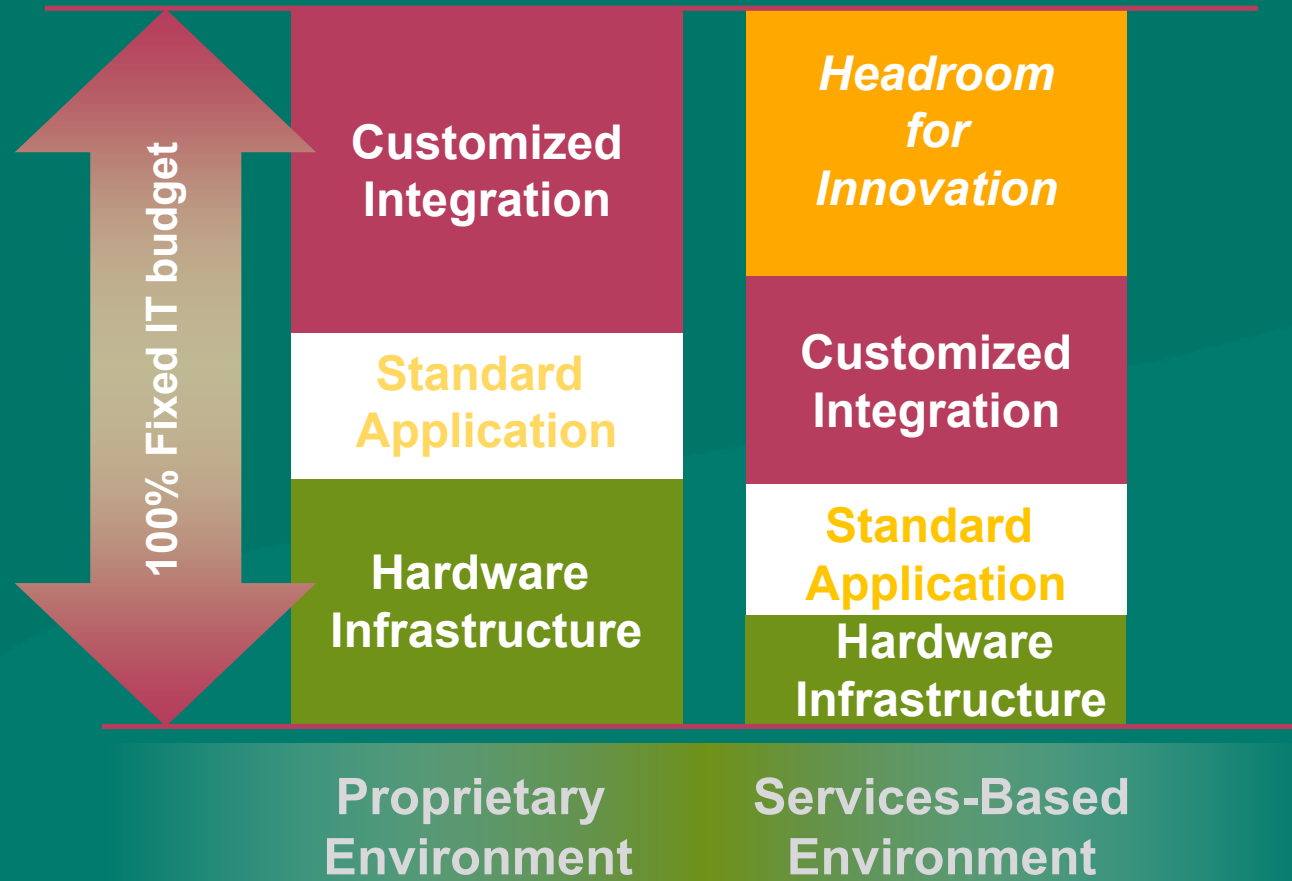 100% Fixed IT budget
Customized
Integration
Standard
Application
Hardware
Infrastructure
Headroom
for
Innovation
Customized
Integration
Standard
Application
Hardware
Infrastructure
Proprietary
Environment
Services-Based
Environment